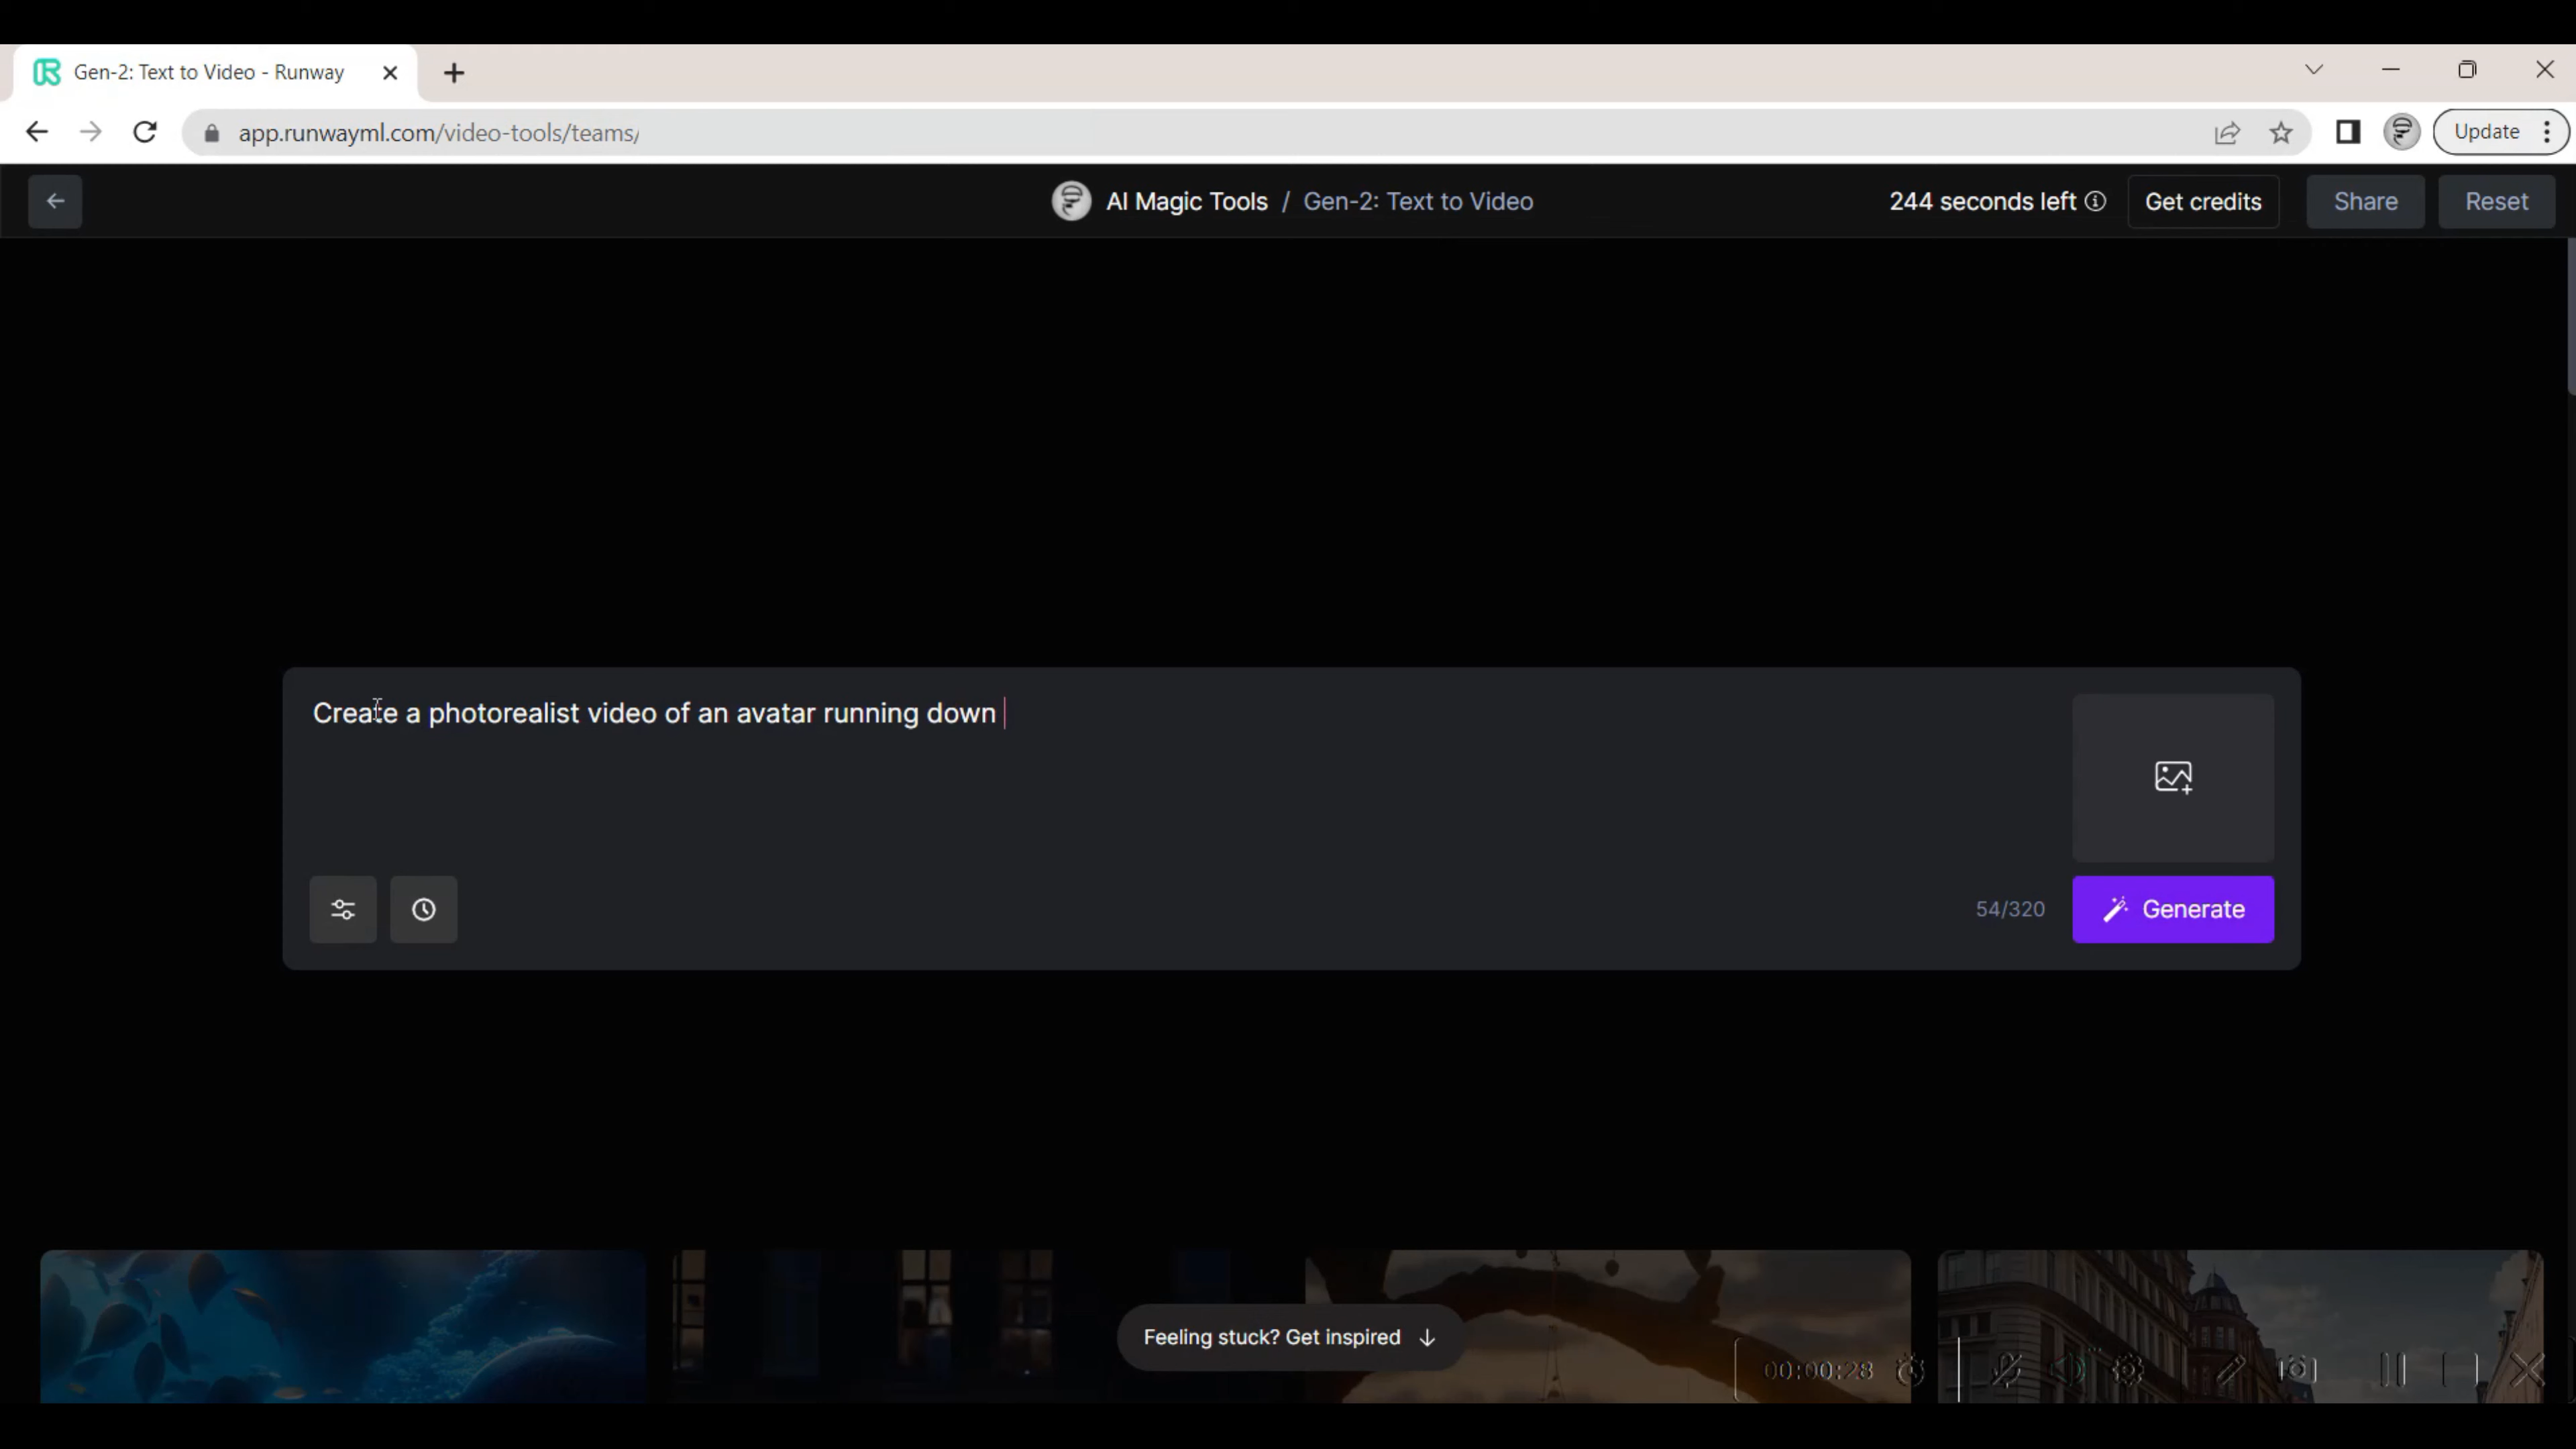 Gen-2: Text to Video - Runway
app.runwayml.com/video-tools/teams/
Update
AI Magic Tools / Gen-2: Text to Video
244 seconds left
Get credits
Share
Reset
Create a photorealist video of an avatar running down
54/320
Generate
Feeling stuck? Get inspired
00:00:28